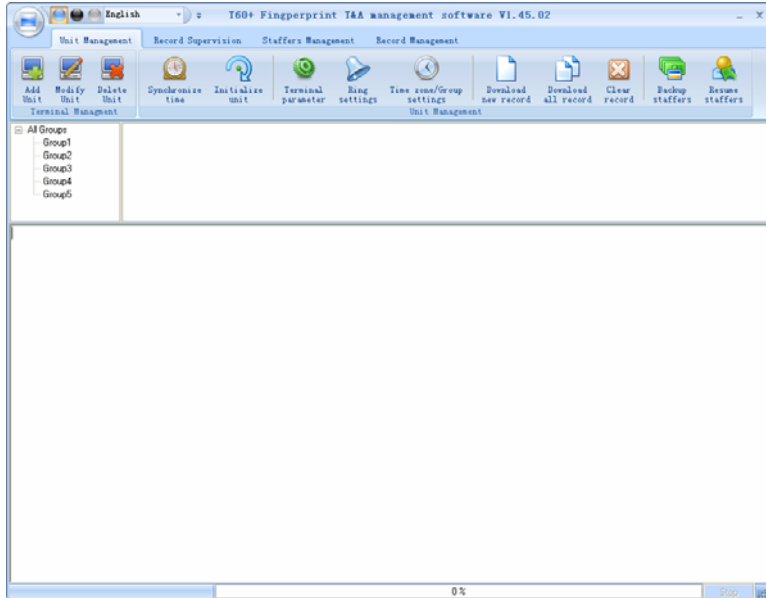 English T60+ Fingperprint T&A management software V1.45.02
Unit Management Record Supervision Staffers Management Record Management
Add Modify Delete Synchronize Initialize Terminal Ring Time zone/Group Download Download Clear Backup Resume
Unit Unit Unit time unit parameter settings settings new record all record record staffers staffers
Terminal Managment Unit Management
All Groups
Group1
Group2
Group3
Group4
Group5
0%
Stop